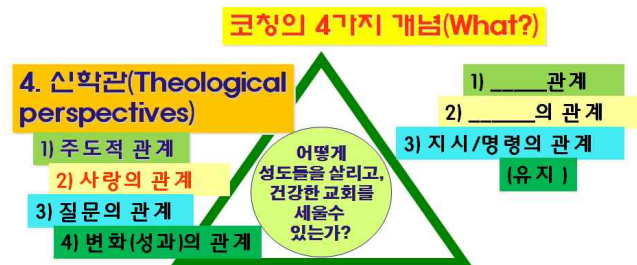 코칭의 4가지 개념(What?)
4. 신학관(Theological
perspectives)
1) 주도적 관계
2) 사랑의 관계
3) 질문의 관계
4) 변화(성과)의 관계
어떻게
성도들을 살리고,
건강한 교회를
세울수
있는가?
1) _____관계
2) ______의 관계
3) 지시/명령의 관계
(유지 )